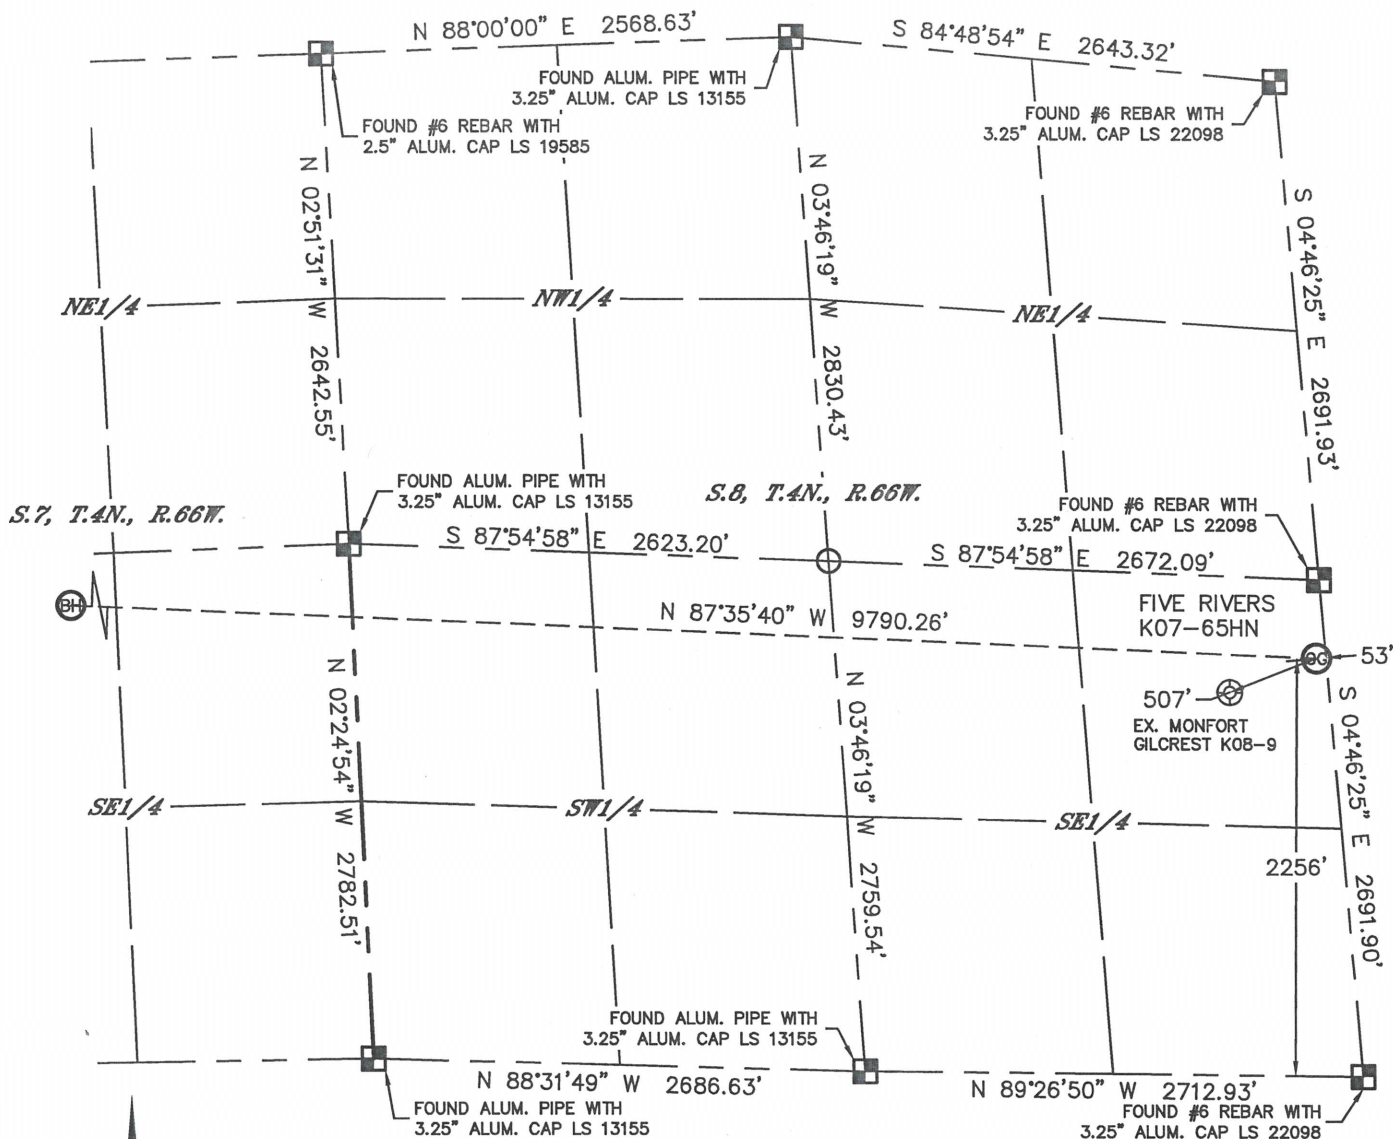 N 88°00'00" E 2568.63'
S 84°48'54" E 2643.32'
FOUND ALUM. PIPE WITH
3.25" ALUM. CAP LS 13155
FOUND #6 REBAR WITH
2.5" ALUM. CAP LS 19585
FOUND #6 REBAR WITH
3.25" ALUM. CAP LS 22098
N 02°51'31" W 2642.55'
N 03°46'19" W 2830.43'
S 04°46'25" E 2691.93'
NE1/4
NW1/4
NE1/4
FOUND ALUM. PIPE WITH
3.25" ALUM. CAP LS 13155
S.8, T.4N., R.66W.
FOUND #6 REBAR WITH
3.25" ALUM. CAP LS 22098
S.7, T.4N., R.66W.
S 87°54'58" E 2623.20'
S 87°54'58" E 2672.09'
BH
N 87°35'40" W 9790.26'
FIVE RIVERS
K07-65HN
53'
507'
EX. MONFORT
GILCREST K08-9
N 02°24'54" W 2782.51'
N 03°46'19" W 2759.54'
S 04°46'25" E 2691.90'
SE1/4
SW1/4
SE1/4
2256'
FOUND ALUM. PIPE WITH
3.25" ALUM. CAP LS 13155
N 88°31'49" W 2686.63'
N 89°26'50" W 2712.93'
FOUND ALUM. PIPE WITH
3.25" ALUM. CAP LS 13155
FOUND #6 REBAR WITH
3.25" ALUM. CAP LS 22098